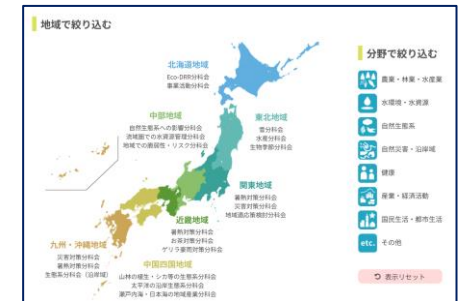 地域で絞り込む
北海道地域
Eco-DRR分科会
事業活動分科会
中部地域
自然生態系への影響分科会
流域圏での水資源管理分科会
地域での脆弱性・リスク分科会
東北地域
雪分科会
水産分科会
生物季節分科会
関東地域
暑熱対策分科会
災害対策分科会
地域適応策検討分科会
近畿地域
暑熱対策分科会
お茶対策分科会
ゲリラ豪雨対策分科会
九州・沖縄地域
災害対策分科会
暑熱対策分科会
生態系分科会（沿岸域）
中国四国地域
山林の植生・シカ等の生態系分科会
太平洋の沿岸生態系分科会
瀬戸内海・日本海の地域産業分科会
分野で絞り込む
農業・林業・水産業
水環境・水資源
自然生態系
自然災害・沿岸域
健康
産業・経済活動
国民生活・都市生活
etc. その他
表示リセット